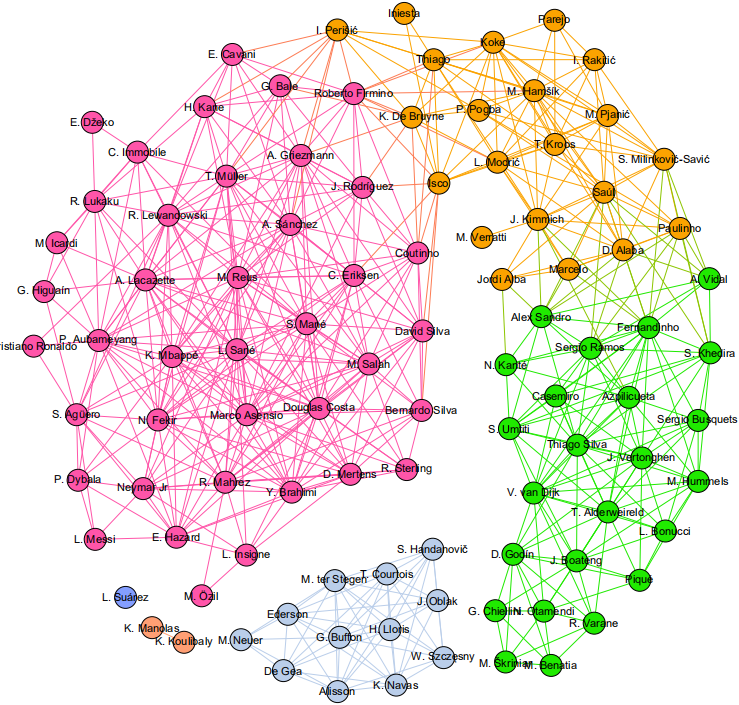 Iniesta
Parejo
I. Perišić
Koke
E. Cavani
Thiago
I. Rakitić
G. Bale
Roberto Firmino
M. Hamšík
H. Kane
P. Pogba
K. De Bruyne
M. Pjanić
E. Džeko
T. Kroos
C. Immobile
A. Griezmann
L. Modrić
S. Milinković-Savić
T. Müller
J. Rodríguez
Isco
Saúl
R. Lukaku
R. Lewandowski
A. Sánchez
J. Kimmich
Paulinho
M. Verratti
M. Icardi
Coutinho
D. Alaba
Marcelo
A. Lacazette
M. Reus
C. Eriksen
Jordi Alba
A. Vidal
G. Higuaín
Alex Sandro
S. Mané
David Silva
Fernandinho
P. Aubameyang
ristiano Ronaldo
K. Mbappé
L. Sané
Sergio Ramos
S. Khedira
M. Salah
N. Kanté
Casemiro
Azpilicueta
S. Agüero
N. Fekir
Marco Asensio
Douglas Costa
Bernardo Silva
Sergio Busquets
S. Umtiti
Thiago Silva
J. Vertonghen
P. Dybala
Neymar Jr
R. Mahrez
D. Mertens
R. Sterling
M. Hummels
Y. Brahimi
V. van Dijk
T. Alderweireld
L. Messi
E. Hazard
L. Bonucci
L. Insigne
S. Handanovič
D. Godín
J. Boateng
M. ter Stegen
T. Courtois
Piqué
L. Suárez
M. Özil
J. Oblak
Ederson
G. Chiellini
N. Otamendi
R. Varane
K. Manolas
K. Koulibaly
M. Neuer
G. Buffon
H. Lloris
W. Szczęsny
M. Škriniar
M. Benatia
De Gea
Alisson
K. Navas